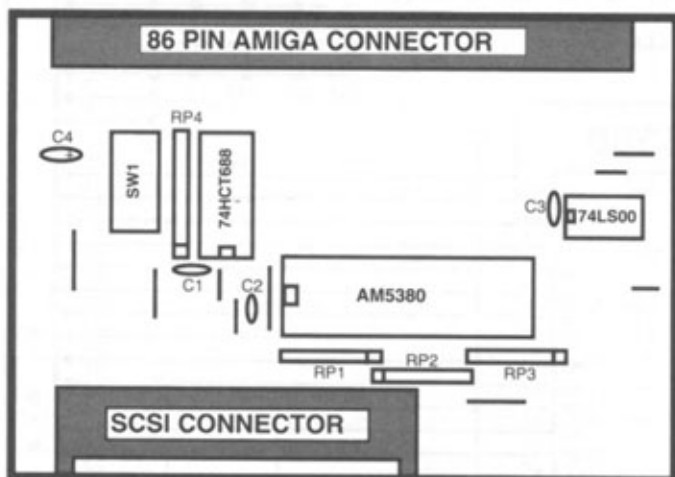 86 PIN AMIGA CONNECTOR
C4
RP4
SW1
74HCT688
C3
74LS00
C1
C2
AM5380
RP1
RP2
RP3
SCSI CONNECTOR